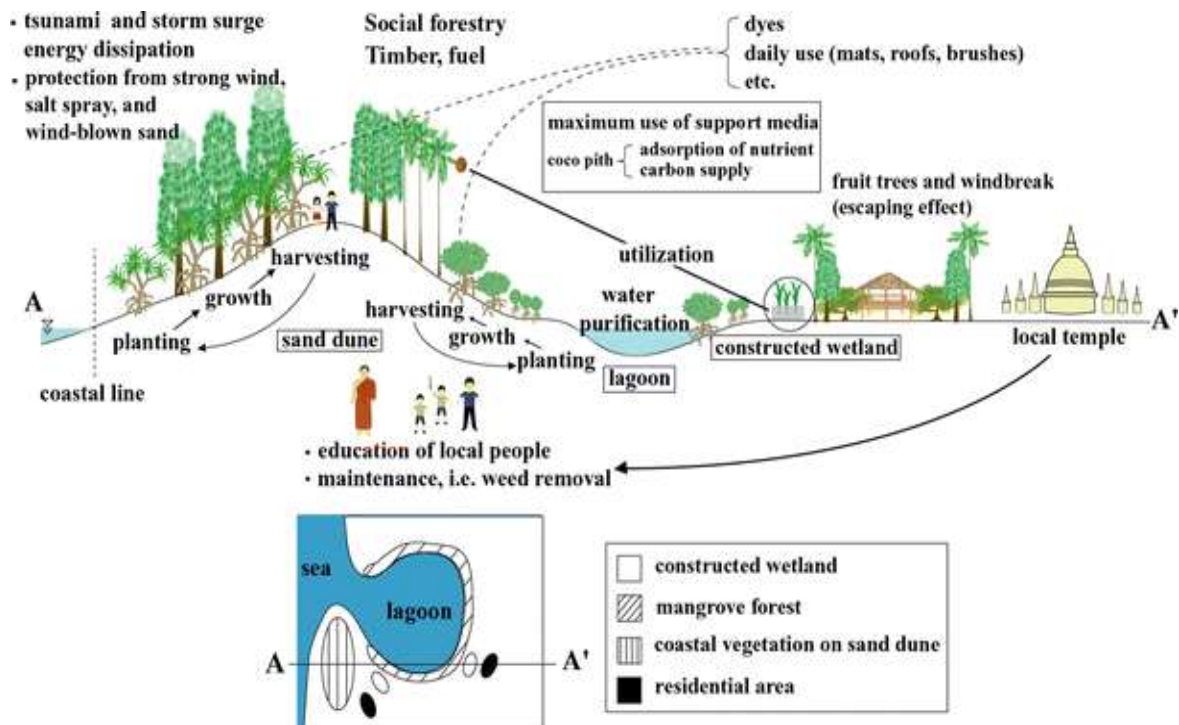 • tsunami and storm surge
energy dissipation
• protection from strong wind,
salt spray, and
wind-blown sand
Social forestry
Timber, fuel
dyes
daily use (mats, roofs, brushes)
etc.
maximum use of support media
coco pith
adsorption of nutrient
carbon supply
fruit trees and windbreak
(escaping effect)
utilization
harvesting
growth
planting
A
coastal line
sand dune
harvesting
growth
planting
water
purification
lagoon
constructed wetland
local temple
A'
• education of local people
• maintenance, i.e. weed removal
sea
lagoon
A
A'
constructed wetland
mangrove forest
coastal vegetation on sand dune
residential area